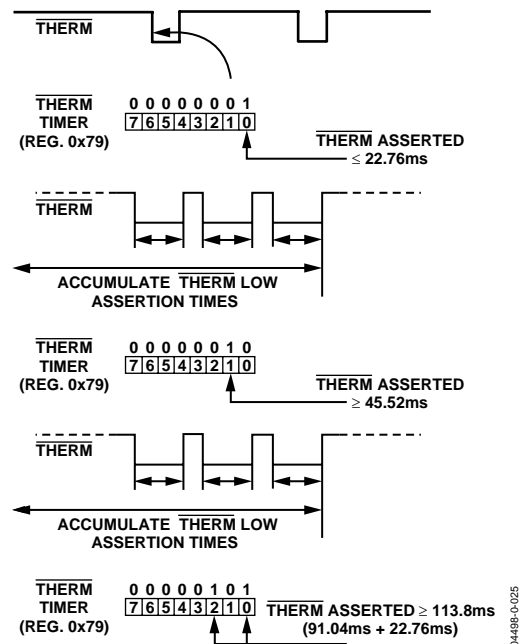 THERM
THERM
TIMER
(REG. 0x79)
0 0 0 0 0 0 0 1
7 6 5 4 3 2 1 0
THERM ASSERTED
≤ 22.76ms
THERM
ACCUMULATE THERM LOW
ASSERTION TIMES
THERM
TIMER
(REG. 0x79)
0 0 0 0 0 0 1 0
7 6 5 4 3 2 1 0
THERM ASSERTED
≥ 45.52ms
THERM
ACCUMULATE THERM LOW
ASSERTION TIMES
THERM
TIMER
(REG. 0x79)
0 0 0 0 0 1 0 1
7 6 5 4 3 2 1 0
THERM ASSERTED ≥ 113.8ms
(91.04ms + 22.76ms)
04498-0-025